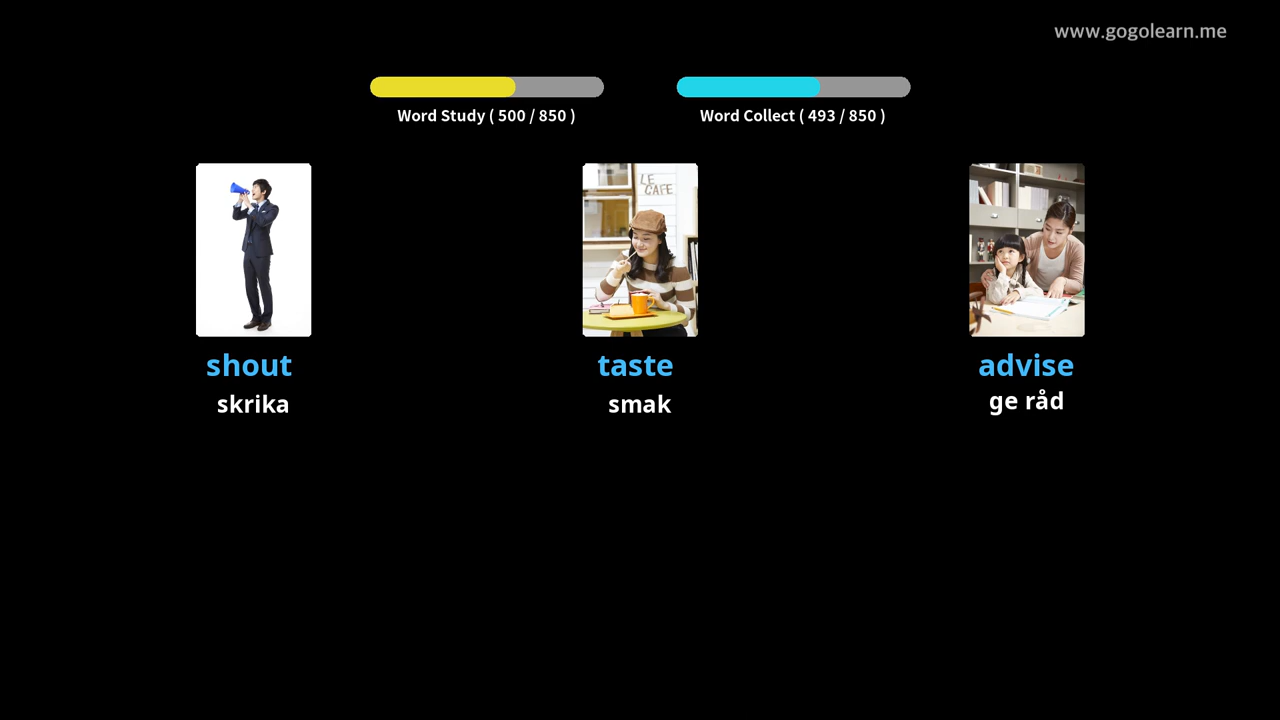 www.gogolearn.me
Word Study ( 500 / 850 )
Word Collect ( 493 / 850 )
LE
CAFE
shout
taste
advise
skrika
smak
ge råd